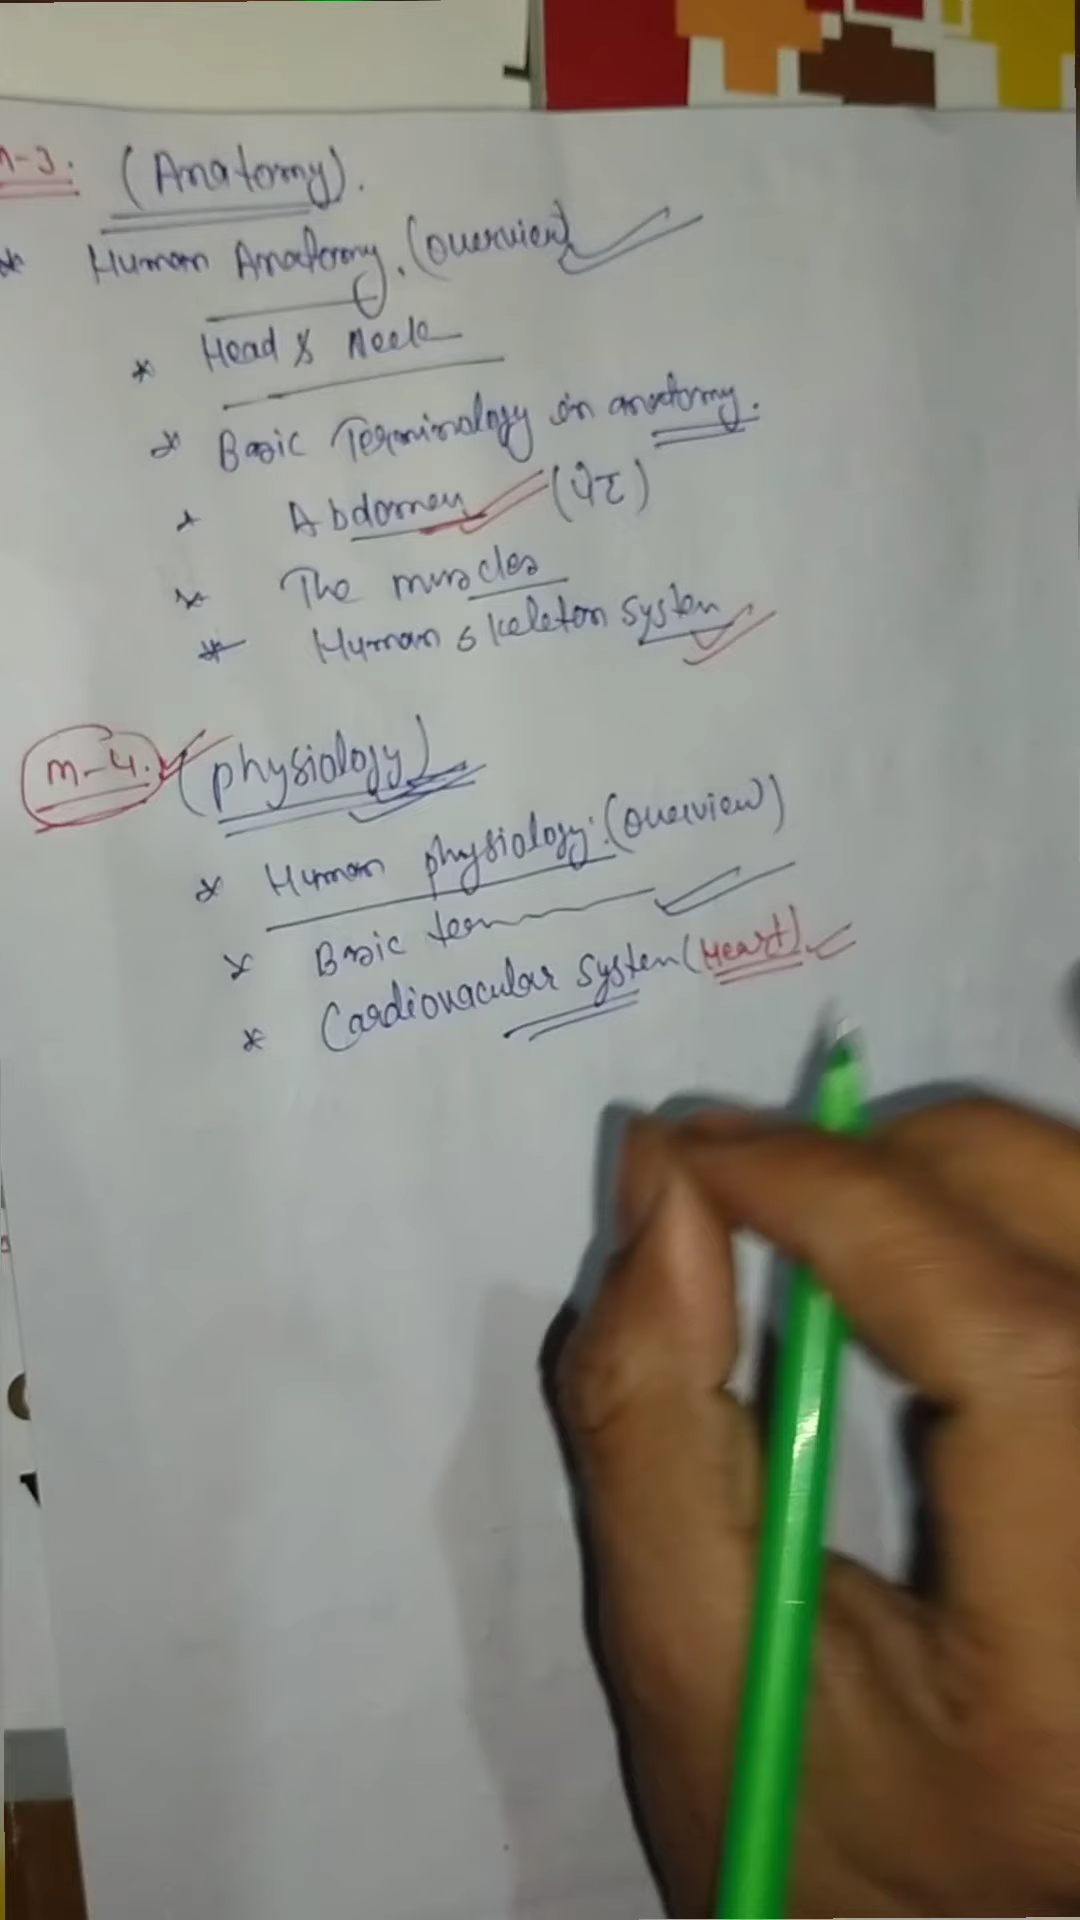 M-3. (Anatomy).
* Human Anatomy. (overview)
* Head & Neck
* Basic Terminology in anatomy.
* Abdomen (पेट)
* The muscles
* Human skeleton system
M-4. (physiology)
* Human physiology. (overview)
* Basic term
* Cardiovacular System (Heart)